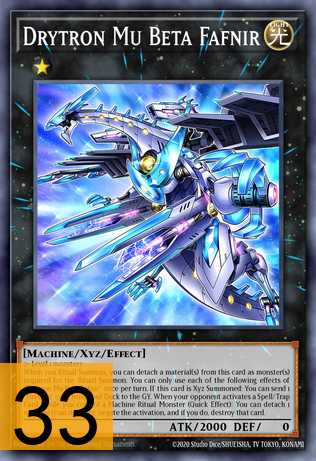 DRYTRON MU BETA FAFNIR
LIGHT
光
[MACHINE/XYZ/EFFECT]
When you Ritual Summon, you can detach a material(s) from this card as monster(s)
required for the Ritual Summon. You can only use each of the following effects of
once per turn. If this card is Xyz Summoned: You can send 1
Deck to the GY. When your opponent activates a Spell/Trap
a Machine Ritual Monster (Quick Effect): You can detach 1
negate the activation, and if you do, destroy that card.
ATK/2000 DEF/ 0
33
©2020 Studio Dice/SHUEISHA, TV TOKYO, KONAMI